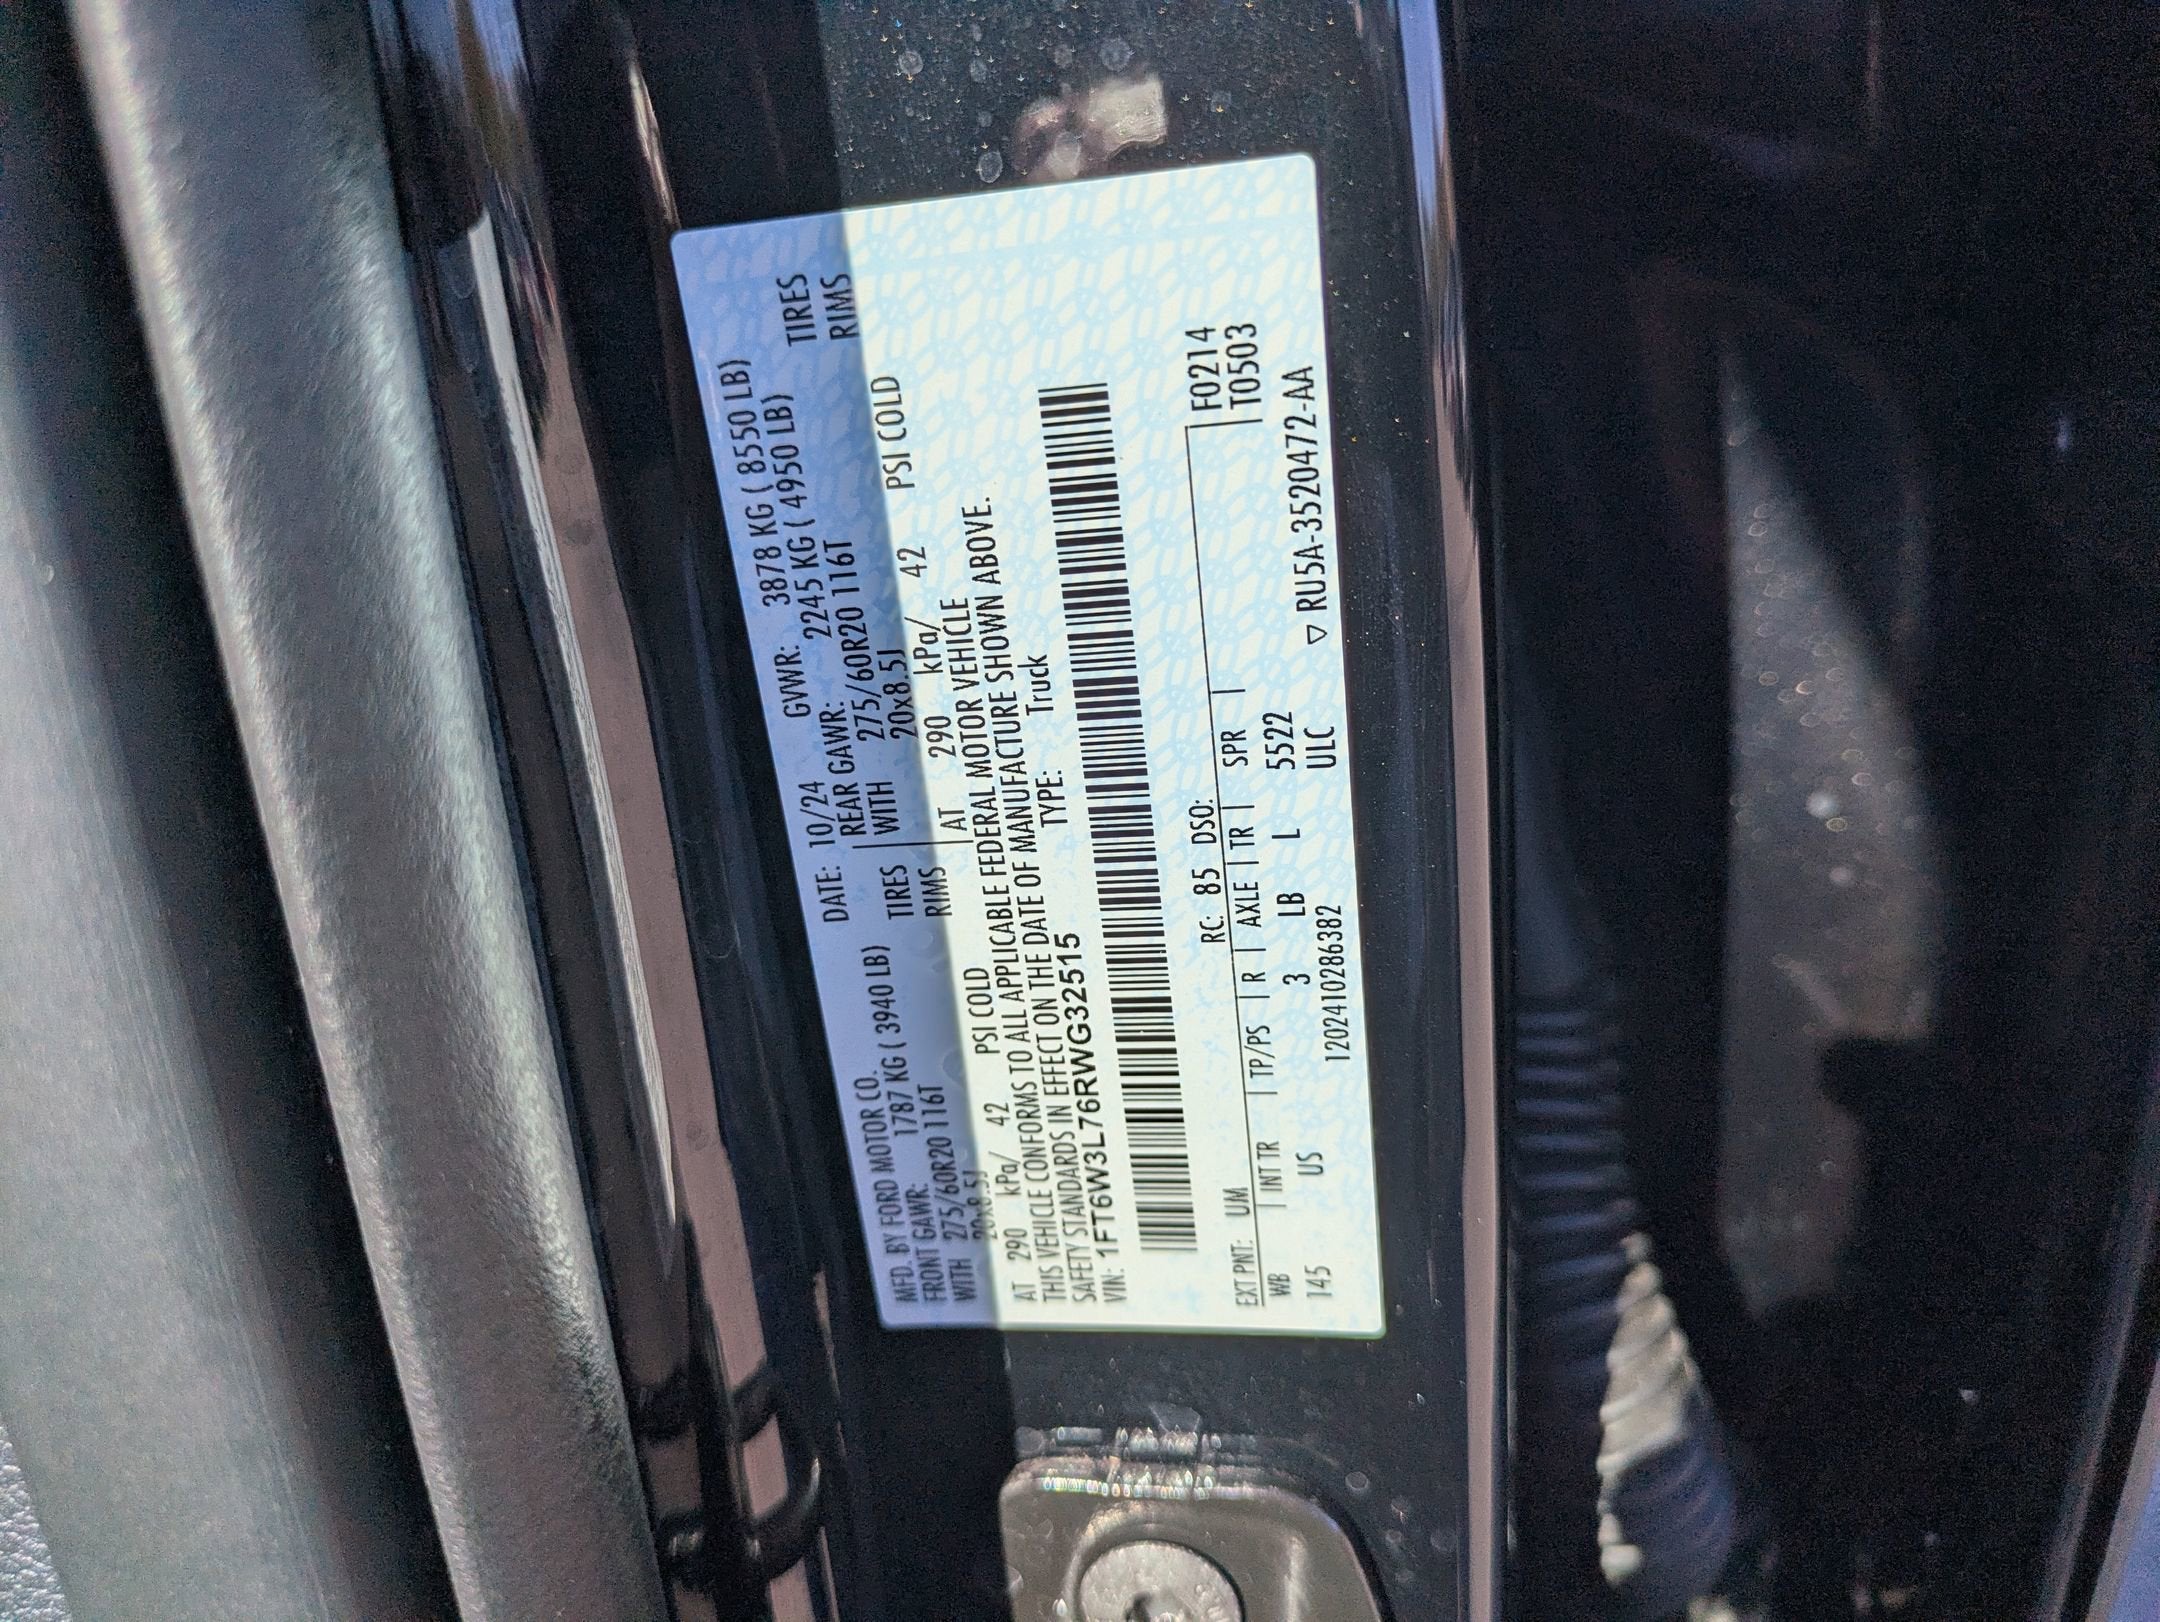 MFD. BY FORD MOTOR CO.
DATE: 10/24 GVWR: 3878 KG ( 8550 LB)
FRONT GAWR: 1787 KG ( 3940 LB)
REAR GAWR: 2245 KG ( 4950 LB)
WITH 275/60R20 116T TIRES
WITH 275/60R20 116T TIRES
20x8.5J RIMS
20x8.5J RIMS
AT 290 kPa/ 42 PSI COLD
AT 290 kPa/ 42 PSI COLD
THIS VEHICLE CONFORMS TO ALL APPLICABLE FEDERAL MOTOR VEHICLE
SAFETY STANDARDS IN EFFECT ON THE DATE OF MANUFACTURE SHOWN ABOVE.
VIN: 1FT6W3L76RWG32515
TYPE: Truck
EXT PNT: UM RC: 85 DSO: F0214
WB | INT TR | TP/PS | R | AXLE | TR | SPR | T0503
145 US 3 LB L 5522
1202410286382 ULC ▽ RU5A-3520472-AA